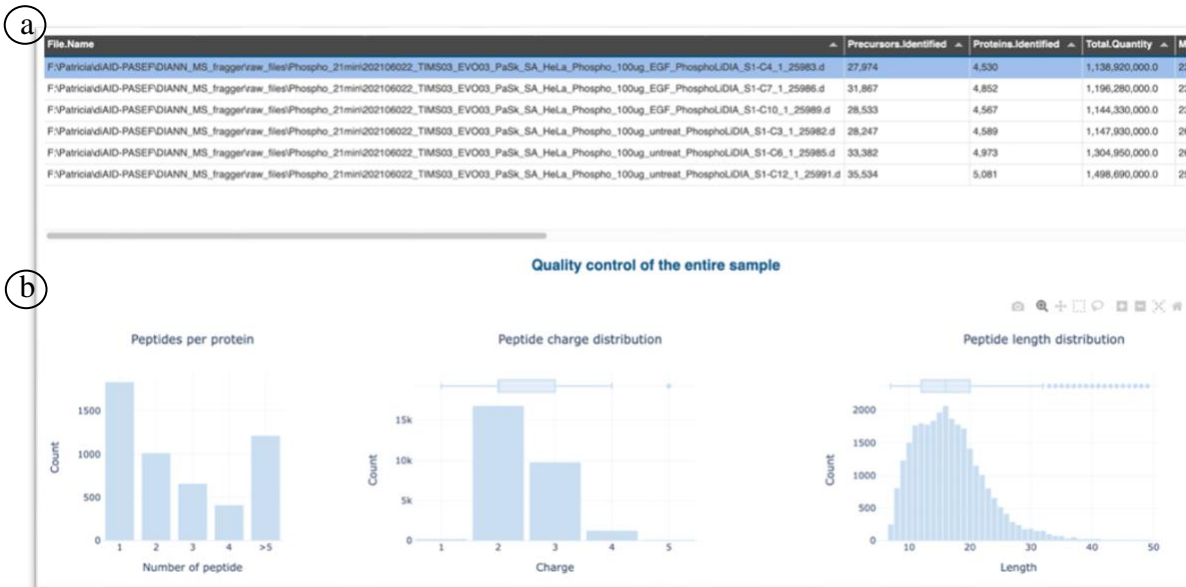 a
File.Name Precursors.Identified Proteins.Identified Total.Quantity
F:\Patricia\diAID-PASEF\DIANN_MS_fragger\raw_files\Phospho_21min\202106022_TIMS03_EVO03_PaSk_SA_HeLa_Phospho_100ug_EGF_PhosphoLiDIA_S1-C4_1_25983.d 27,974 4,530 1,138,920,000.0
F:\Patricia\diAID-PASEF\DIANN_MS_fragger\raw_files\Phospho_21min\202106022_TIMS03_EVO03_PaSk_SA_HeLa_Phospho_100ug_EGF_PhosphoLiDIA_S1-C7_1_25986.d 31,867 4,852 1,196,280,000.0
F:\Patricia\diAID-PASEF\DIANN_MS_fragger\raw_files\Phospho_21min\202106022_TIMS03_EVO03_PaSk_SA_HeLa_Phospho_100ug_EGF_PhosphoLiDIA_S1-C10_1_25989.d 28,533 4,567 1,144,330,000.0
F:\Patricia\diAID-PASEF\DIANN_MS_fragger\raw_files\Phospho_21min\202106022_TIMS03_EVO03_PaSk_SA_HeLa_Phospho_100ug_untreat_PhosphoLiDIA_S1-C3_1_25982.d 28,247 4,589 1,147,930,000.0
F:\Patricia\diAID-PASEF\DIANN_MS_fragger\raw_files\Phospho_21min\202106022_TIMS03_EVO03_PaSk_SA_HeLa_Phospho_100ug_untreat_PhosphoLiDIA_S1-C6_1_25985.d 33,382 4,973 1,304,950,000.0
F:\Patricia\diAID-PASEF\DIANN_MS_fragger\raw_files\Phospho_21min\202106022_TIMS03_EVO03_PaSk_SA_HeLa_Phospho_100ug_untreat_PhosphoLiDIA_S1-C12_1_25991.d 35,534 5,081 1,498,690,000.0
Quality control of the entire sample
b
Peptides per protein
Count
1500
1000
500
0
1 2 3 4 >5
Number of peptide
Peptide charge distribution
Count
15k
10k
5k
0
1 2 3 4 5
Charge
Peptide length distribution
Count
2000
1500
1000
500
0
10 20 30 40 50
Length